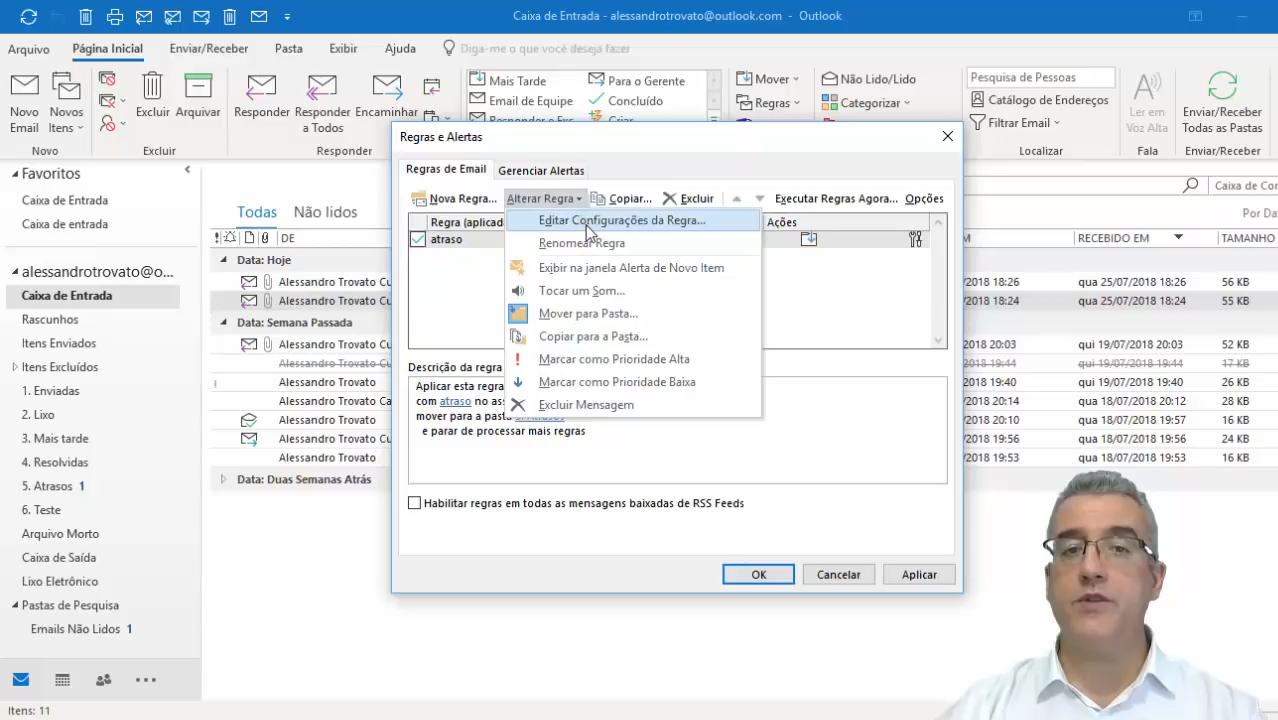 Caixa de Entrada - alessandrotrovato@outlook.com - Outlook
Arquivo Página Inicial Enviar/Receber Pasta Exibir Ajuda Diga-me o que você deseja fazer
Novo Email
Novos Itens
Novo
Excluir
Arquivar
Excluir
Responder
Responder a Todos
Encaminhar
Responder
Mais Tarde
Email de Equipe
Responder e Exc
Para o Gerente
Concluído
Criar
Mover
Regras
Não Lido/Lido
Categorizar
Pesquisa de Pessoas
Catálogo de Endereços
Filtrar Email
Localizar
Ler em Voz Alta
Fala
Enviar/Receber Todas as Pastas
Enviar/Receber
Favoritos
Caixa de Entrada
Caixa de entrada
alessandrotrovato@o...
Caixa de Entrada
Rascunhos
Itens Enviados
Itens Excluídos
1. Enviadas
2. Lixo
3. Mais tarde
4. Resolvidas
5. Atrasos 1
6. Teste
Arquivo Morto
Caixa de Saída
Lixo Eletrônico
Pastas de Pesquisa
Emails Não Lidos 1
Itens: 11
Todas Não lidos
DE
Data: Hoje
Alessandro Trovato Cu
Alessandro Trovato Cu
Data: Semana Passada
Alessandro Trovato Cu
Alessandro Trovato Cu
Alessandro Trovato
Alessandro Trovato Ca
Alessandro Trovato
Alessandro Trovato Cu
Alessandro Trovato
Data: Duas Semanas Atrás
Regras e Alertas
Regras de Email Gerenciar Alertas
Nova Regra... Alterar Regra Copiar... Excluir Executar Regras Agora... Opções
Regra (aplicad Ações
atraso
Editar Configurações da Regra...
Renomear Regra
Exibir na janela Alerta de Novo Item
Tocar um Som...
Mover para Pasta...
Copiar para a Pasta...
Marcar como Prioridade Alta
Marcar como Prioridade Baixa
Excluir Mensagem
Descrição da regra
Aplicar esta regra
com atraso no ass
mover para a pasta 5. Atrasos
e parar de processar mais regras
Habilitar regras em todas as mensagens baixadas de RSS Feeds
OK Cancelar Aplicar
Caixa de Cor
Por Da
M RECEBIDO EM TAMANHO
/2018 18:26 qua 25/07/2018 18:26 56 KB
/2018 18:24 qua 25/07/2018 18:24 55 KB
/2018 20:03 qui 19/07/2018 20:03 52 KB
/2018 19:44 qui 19/07/2018 19:44 16 KB
/2018 19:40 qui 19/07/2018 19:40 16 KB
/2018 20:14 qua 18/07/2018 20:14 28 KB
/2018 20:10 qua 18/07/2018 19:57 16 KB
/2018 19:56 qua 18/07/2018 19:56 24 KB
/2018 19:53 qua 18/07/2018 19:53 16 KB